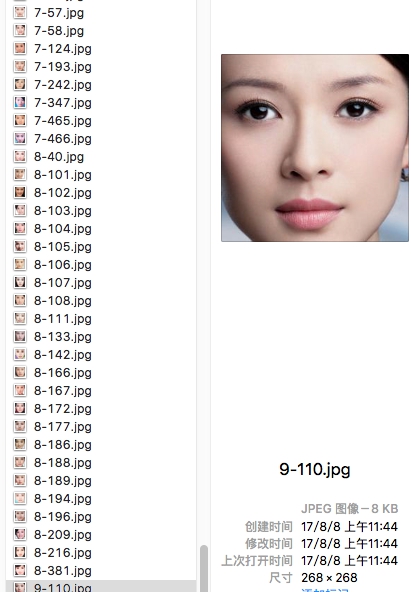 7-57.jpg
7-58.jpg
7-124.jpg
7-193.jpg
7-242.jpg
7-347.jpg
7-465.jpg
7-466.jpg
8-40.jpg
8-101.jpg
8-102.jpg
8-103.jpg
8-104.jpg
8-105.jpg
8-106.jpg
8-107.jpg
8-108.jpg
8-111.jpg
8-133.jpg
8-142.jpg
8-166.jpg
8-167.jpg
8-172.jpg
8-177.jpg
8-186.jpg
8-188.jpg
8-189.jpg
8-194.jpg
8-196.jpg
8-209.jpg
8-216.jpg
8-381.jpg
9-110.jpg
9-110.jpg
JPEG 图像 – 8 KB
创建时间 17/8/8 上午11:44
修改时间 17/8/8 上午11:44
上次打开时间 17/8/8 上午11:44
尺寸 268 × 268